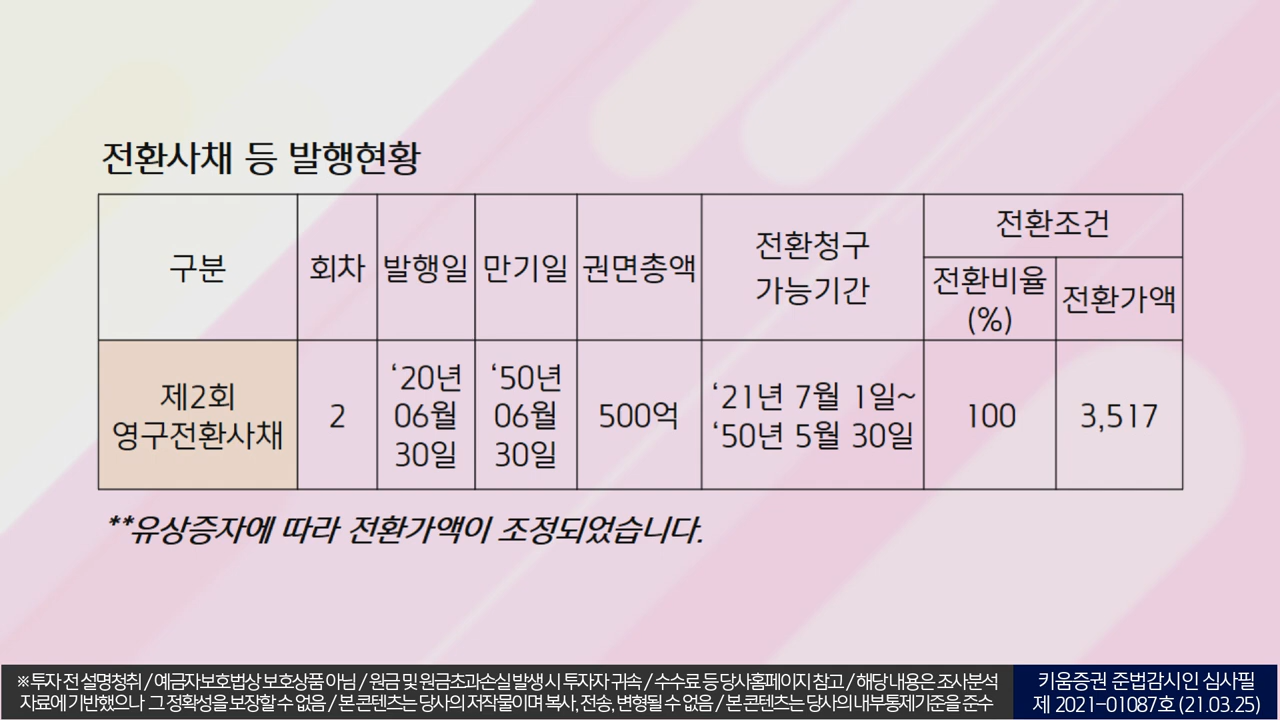 전환사채 등 발행현황
구분
회차
발행일
만기일
권면총액
전환청구
가능기간
전환조건
전환비율
(%)
전환가액
제2회
영구전환사채
2
‘20년
06월
30일
‘50년
06월
30일
500억
‘21년 7월 1일~
‘50년 5월 30일
100
3,517
**유상증자에 따라 전환가액이 조정되었습니다.
※투자 전 설명청취 / 예금자보호법상 보호상품 아님 / 원금 및 원금초과손실 발생 시 투자자 귀속 / 수수료 등 당사홈페이지 참고 / 해당 내용은 조사분석
자료에 기반했으나 그 정확성을 보장할 수 없음 / 본 콘텐츠는 당사의 저작물이며 복사, 전송, 변형될 수 없음 / 본 콘텐츠는 당사의 내부통제기준을 준수
키움증권 준법감시인 심사필
제 2021-01087호 (21.03.25)